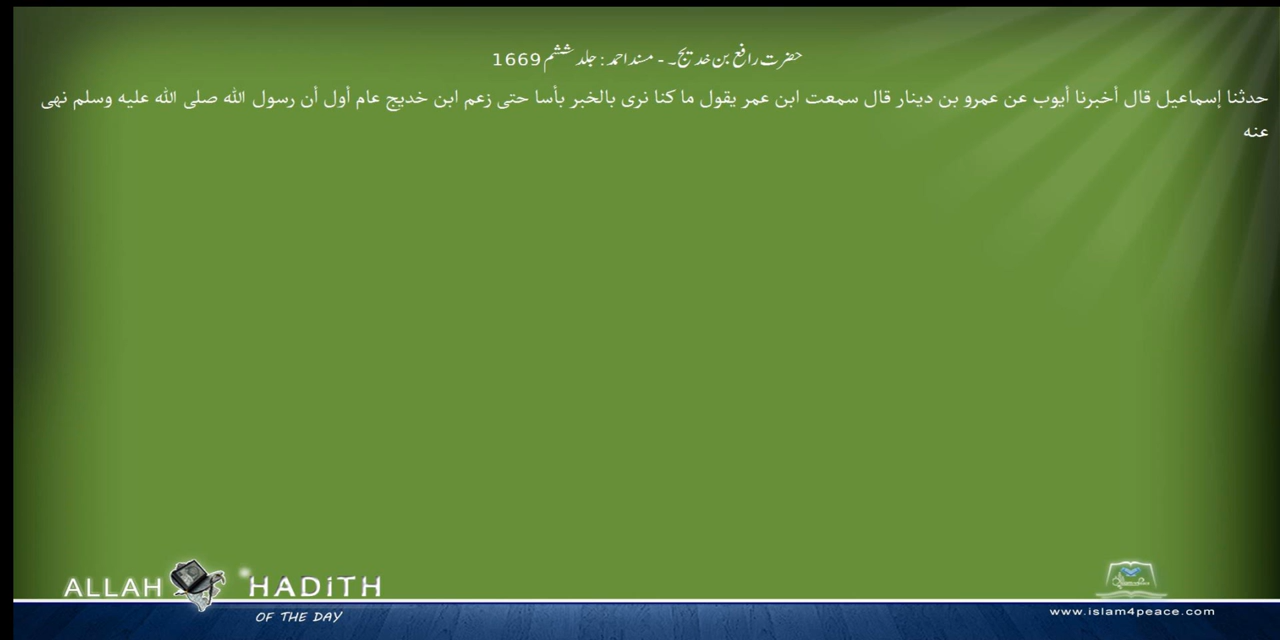 حضرت رافع بن خدیج۔ - مسند احمد: جلد ششم 1669
حدثنا إسماعيل قال أخبرنا أيوب عن عمرو بن دينار قال سمعت ابن عمر يقول ما كنا نرى بالخبر بأسا حتى زعم ابن خديج عام أول أن رسول الله صلى الله عليه وسلم نهى
عنه
ALLAH HADITH
OF THE DAY
www.islam4peace.com